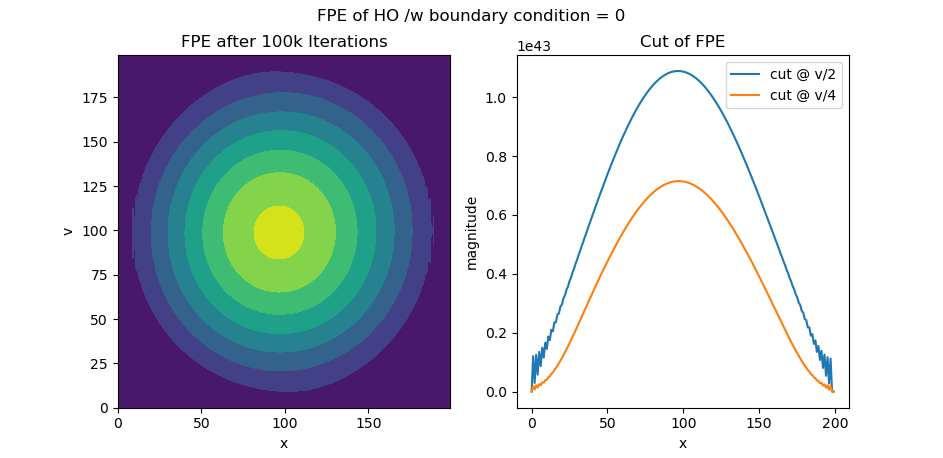 FPE of HO /w boundary condition = 0
FPE after 100k Iterations
v
175
150
125
100
75
50
25
0
0 50 100 150
x
Cut of FPE
1e43
magnitude
1.0
0.8
0.6
0.4
0.2
0.0
cut @ v/2
cut @ v/4
0 50 100 150 200
x